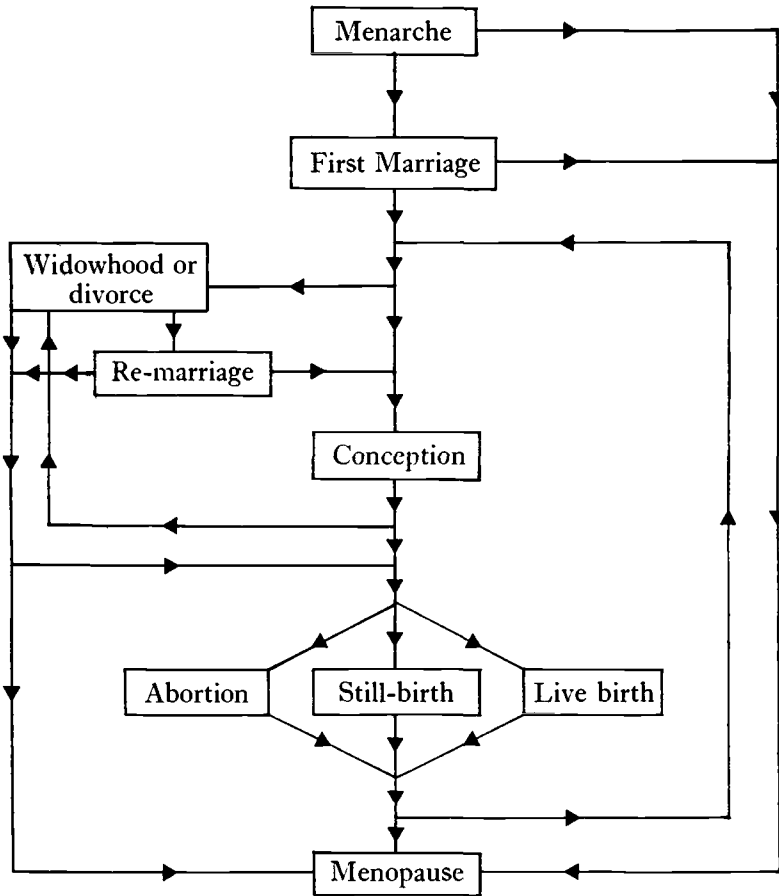 Menarche
First Marriage
Widowhood or
divorce
Re-marriage
Conception
Abortion
Still-birth
Live birth
Menopause